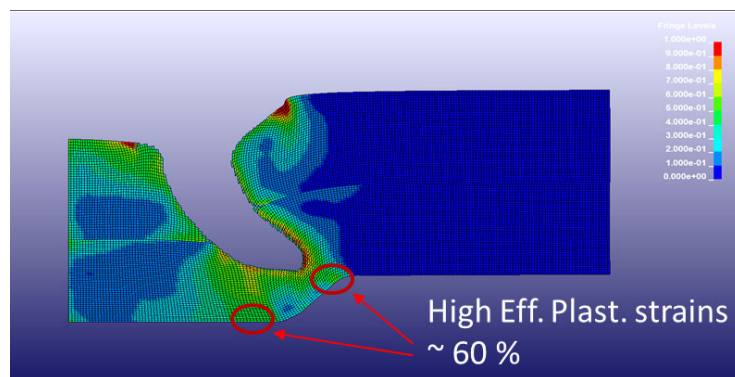 Fringe Levels
1.000e+00
9.000e-01
8.000e-01
7.000e-01
6.000e-01
5.000e-01
4.000e-01
3.000e-01
2.000e-01
1.000e-01
0.000e+00
High Eff. Plast. strains
~ 60 %